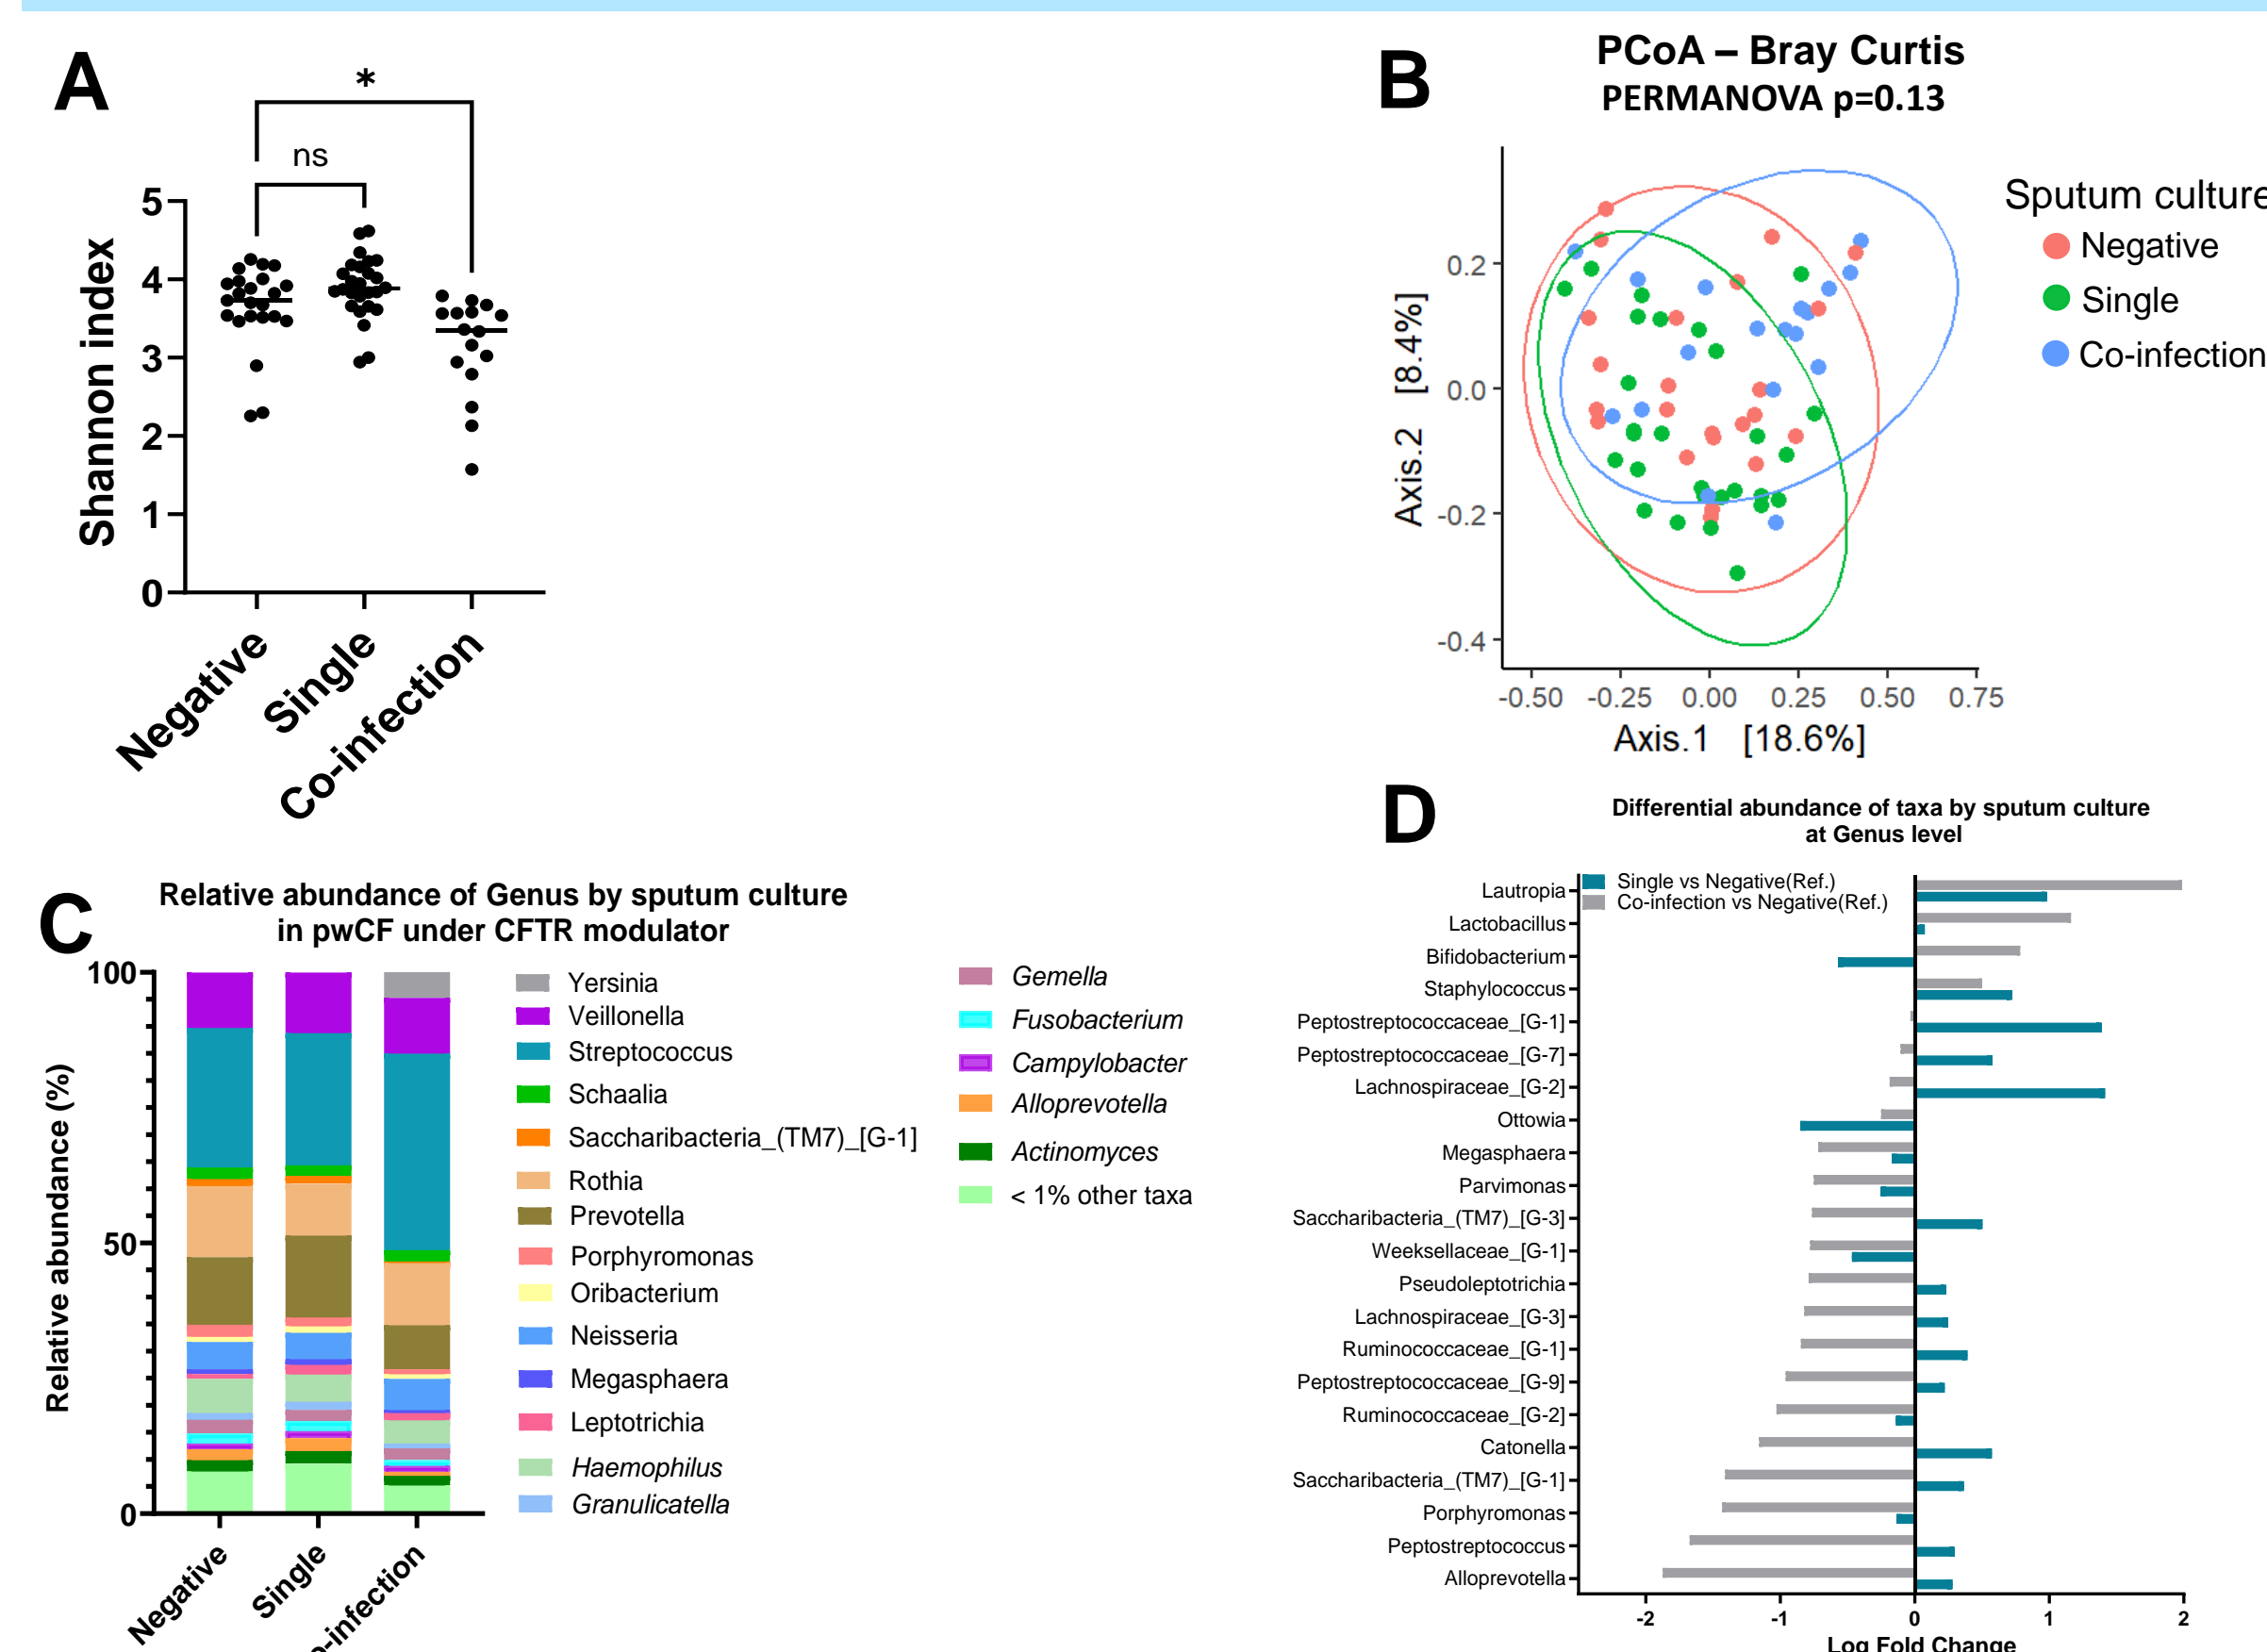 A
*
ns
5
4
3
2
1
0
Shannon index
Negative
Single
Co-infection
B
PCoA – Bray Curtis
PERMANOVA p=0.13
0.2
0.0
-0.2
-0.4
Axis.2 [8.4%]
-0.50 -0.25 0.00 0.25 0.50 0.75
Axis.1 [18.6%]
Sputum culture
Negative
Single
Co-infection
C
Relative abundance of Genus by sputum culture
in pwCF under CFTR modulator
100
50
0
Relative abundance (%)
Negative
Single
o-infection
Yersinia
Veillonella
Streptococcus
Schaalia
Saccharibacteria_(TM7)_[G-1]
Rothia
Prevotella
Porphyromonas
Oribacterium
Neisseria
Megasphaera
Leptotrichia
Haemophilus
Granulicatella
Gemella
Fusobacterium
Campylobacter
Alloprevotella
Actinomyces
< 1% other taxa
D
Differential abundance of taxa by sputum culture
at Genus level
Single vs Negative(Ref.)
Co-infection vs Negative(Ref.)
Lautropia
Lactobacillus
Bifidobacterium
Staphylococcus
Peptostreptococcaceae_[G-1]
Peptostreptococcaceae_[G-7]
Lachnospiraceae_[G-2]
Ottowia
Megasphaera
Parvimonas
Saccharibacteria_(TM7)_[G-3]
Weeksellaceae_[G-1]
Pseudoleptotrichia
Lachnospiraceae_[G-3]
Ruminococcaceae_[G-1]
Peptostreptococcaceae_[G-9]
Ruminococcaceae_[G-2]
Catonella
Saccharibacteria_(TM7)_[G-1]
Porphyromonas
Peptostreptococcus
Alloprevotella
-2 -1 0 1 2
Log Fold Change